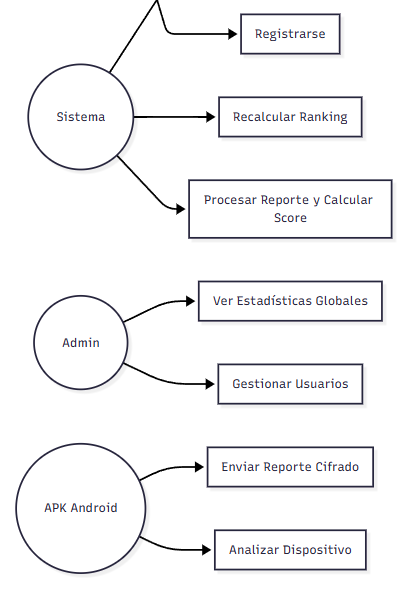 Registrarse
Sistema
Recalcular Ranking
Procesar Reporte y Calcular
Score
Ver Estadísticas Globales
Admin
Gestionar Usuarios
Enviar Reporte Cifrado
APK Android
Analizar Dispositivo